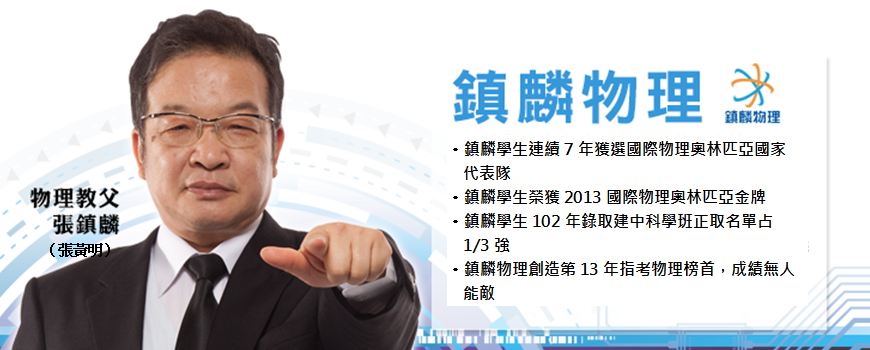 物理教父
張鎮麟
（張黃明）
鎮麟物理
鎮麟物理
・鎮麟學生連續 7 年獲選國際物理奧林匹亞國家
代表隊
・鎮麟學生榮獲 2013 國際物理奧林匹亞金牌
・鎮麟學生 102 年錄取建中科學班正取名單占
1/3 強
・鎮麟物理創造第 13 年指考物理榜首，成績無人
能敵